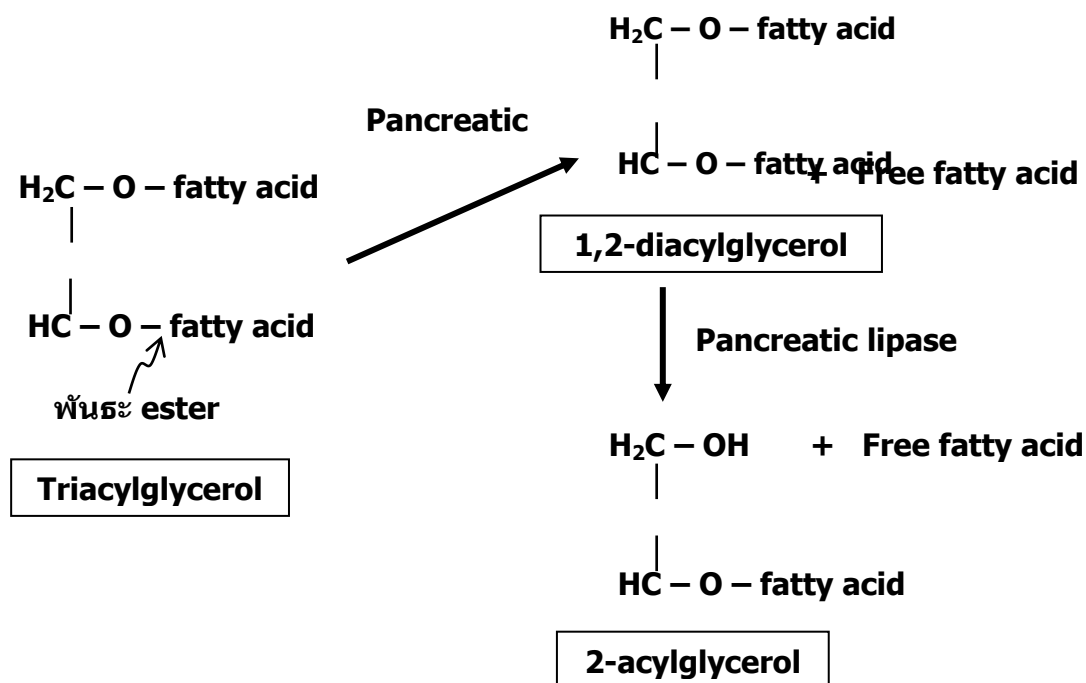 H₂C – O – fatty acid
HC – O – fatty acid
พันธะ ester
Triacylglycerol
Pancreatic
H₂C – O – fatty acid
HC – O – fatty acid
+ Free fatty acid
1,2-diacylglycerol
Pancreatic lipase
H₂C – OH + Free fatty acid
HC – O – fatty acid
2-acylglycerol